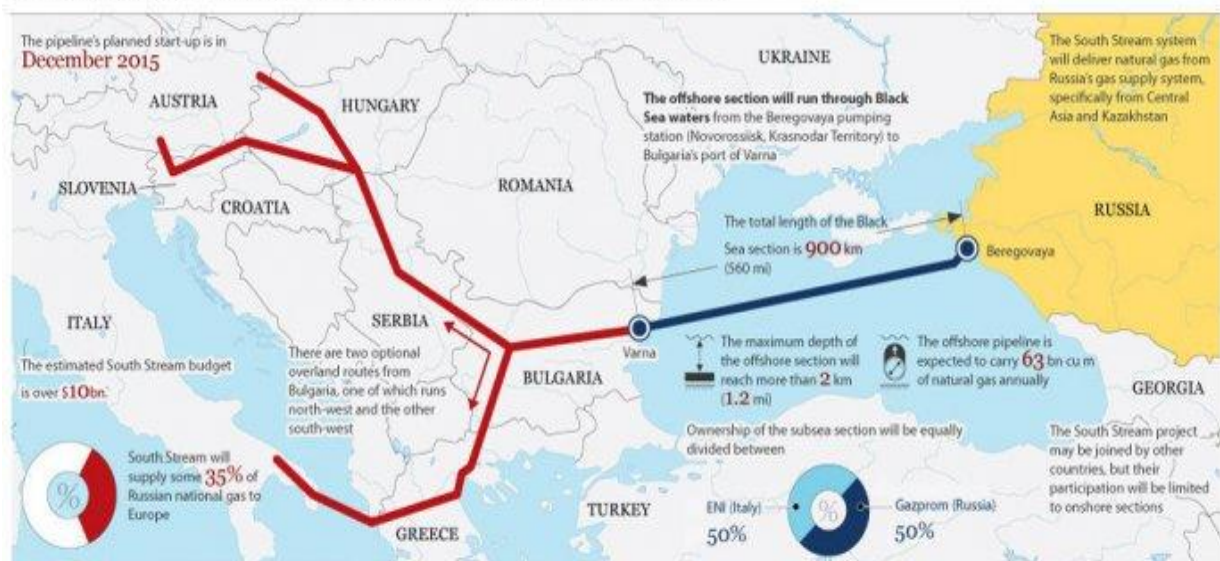 The pipeline's planned start-up is in
December 2015
AUSTRIA
HUNGARY
UKRAINE
The South Stream system
will deliver natural gas from
Russia's gas supply system,
specifically from Central
Asia and Kazakhstan
The offshore section will run through Black
Sea waters from the Beregovaya pumping
station (Novorossiisk, Krasnodar Territory) to
Bulgaria's port of Varna
SLOVENIA
CROATIA
ROMANIA
RUSSIA
The total length of the Black
Sea section is 900 km
(560 mi)
Beregovaya
ITALY
SERBIA
Varna
BULGARIA
GEORGIA
The estimated South Stream budget
is over $10bn.
There are two optional
overland routes from
Bulgaria, one of which runs
north-west and the other
south-west
The maximum depth of
the offshore section will
reach more than 2 km
(1.2 mi)
The offshore pipeline is
expected to carry 63 bn cu m
of natural gas annually
%
South Stream will
supply some 35% of
Russian national gas to
Europe
GREECE
TURKEY
Ownership of the subsea section will be equally
divided between
ENI (Italy)
50%
%
Gazprom (Russia)
50%
The South Stream project
may be joined by other
countries, but their
participation will be limited
to onshore sections